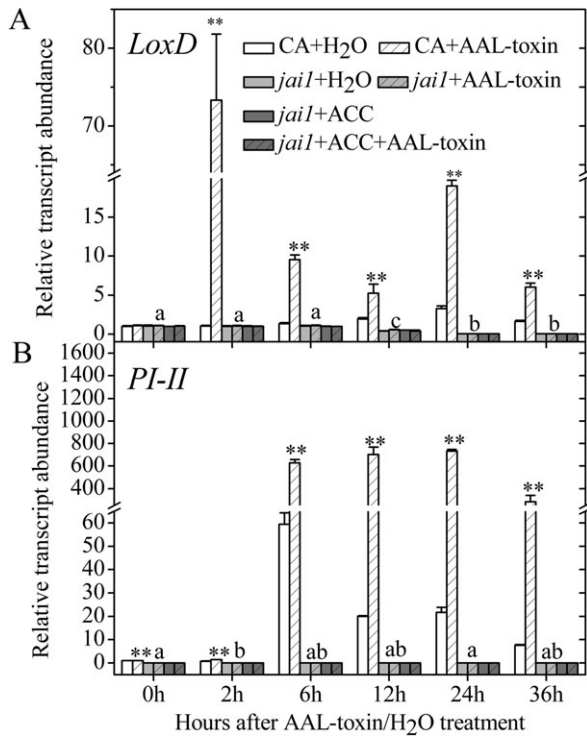 A
LoxD
CA+H₂O CA+AAL-toxin
jai1+H₂O jai1+AAL-toxin
jai1+ACC
jai1+ACC+AAL-toxin
Relative transcript abundance
80
70
15
10
5
0
** ** ** ** **
a a a c b b
B
PI-II
Relative transcript abundance
1600
1400
1200
1000
800
600
400
60
50
40
30
20
10
0
** ** ** **
** a ** b ab ab a ab
0h 2h 6h 12h 24h 36h
Hours after AAL-toxin/H₂O treatment